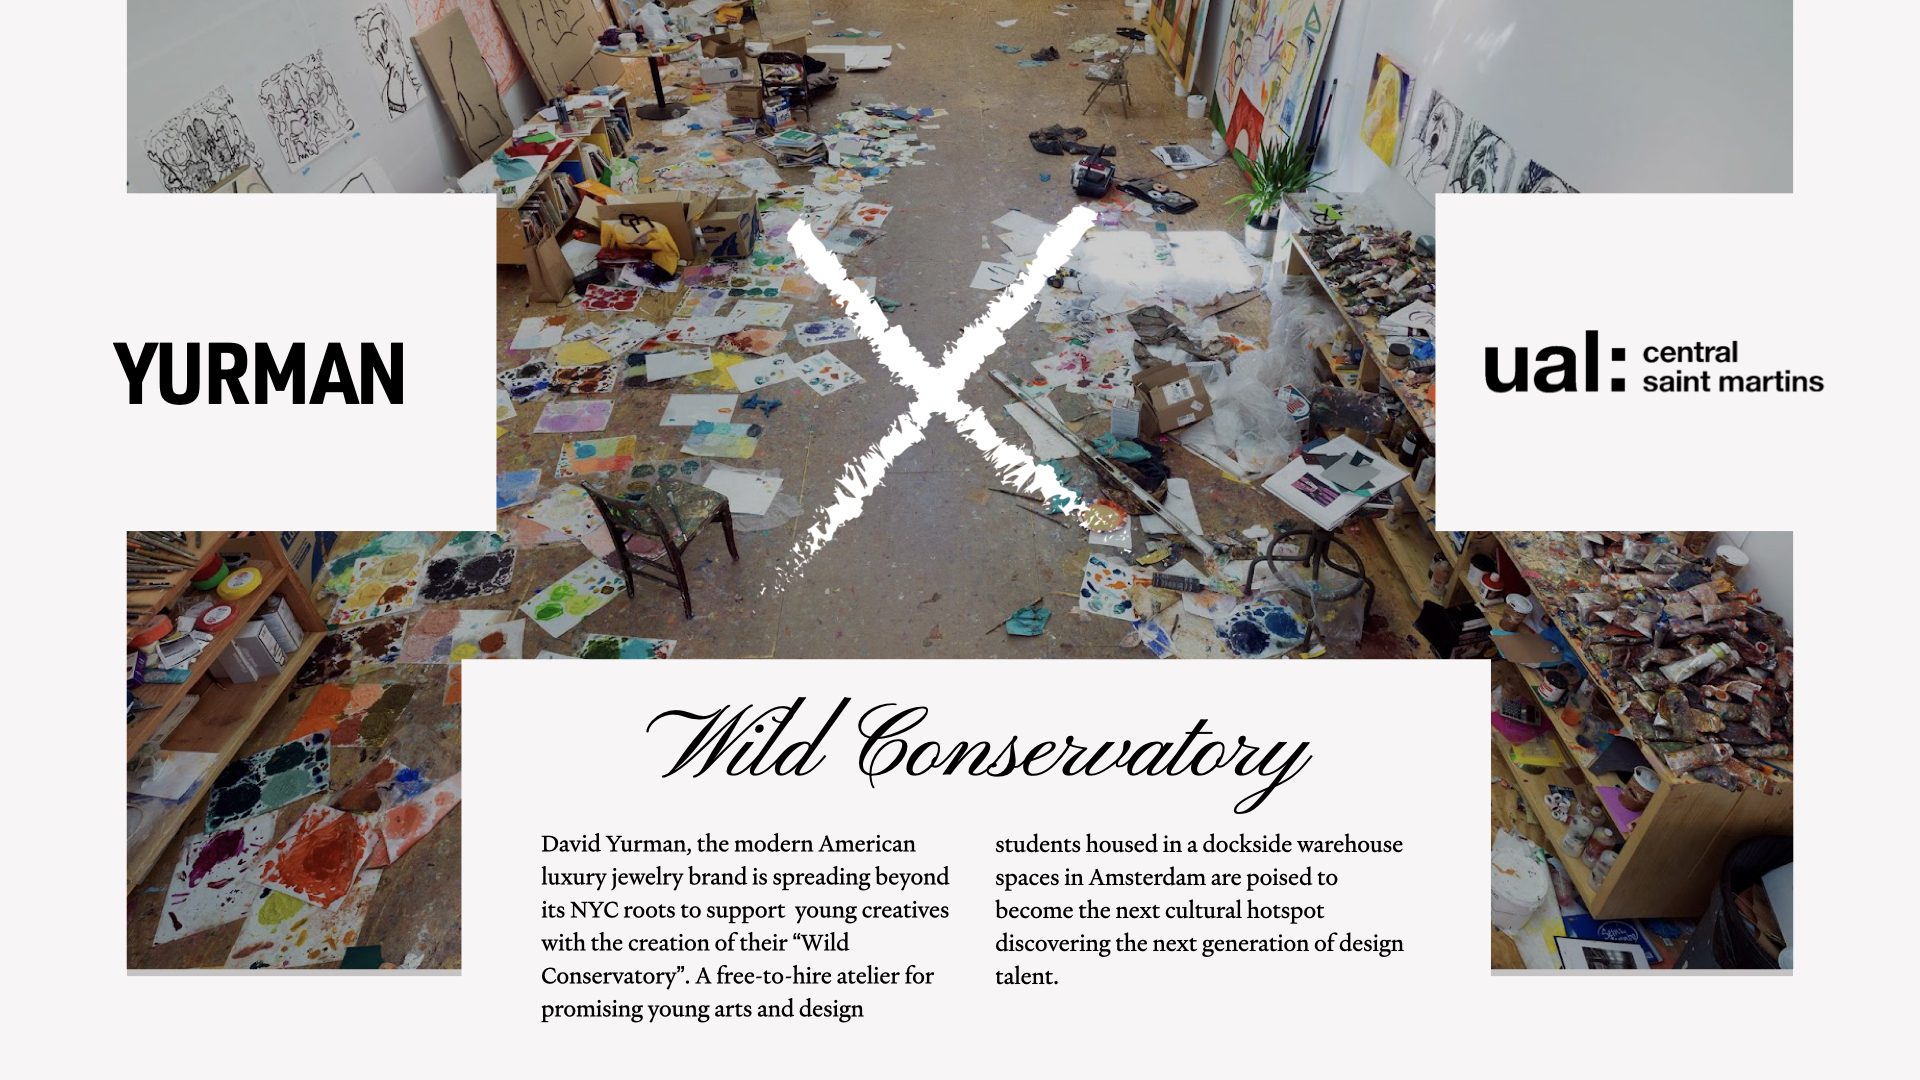 YURMAN
ual:
central
saint martins
Wild Conservatory
David Yurman, the modern American
luxury jewelry brand is spreading beyond
its NYC roots to support  young creatives
with the creation of their “Wild
Conservatory”. A free-to-hire atelier for
promising young arts and design
students housed in a dockside warehouse
spaces in Amsterdam are poised to
become the next cultural hotspot
discovering the next generation of design
talent.